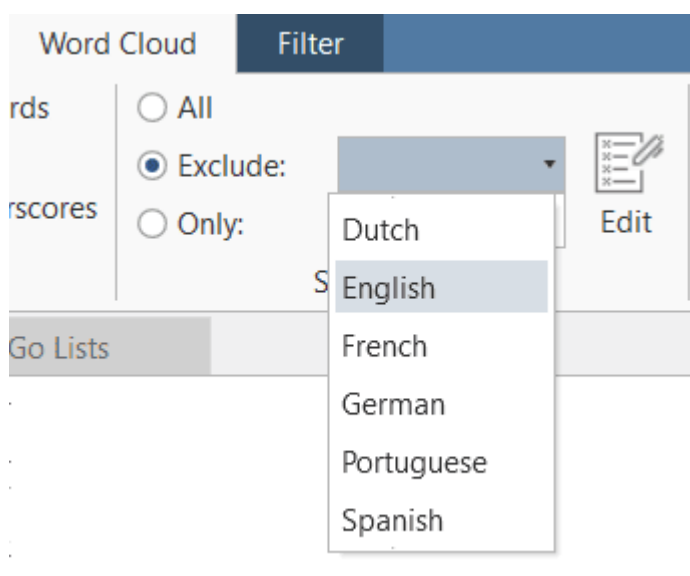 Word Cloud Filter
rds
All
Exclude:
rscores
Only:
Edit
S
Go Lists
Dutch
English
French
German
Portuguese
Spanish